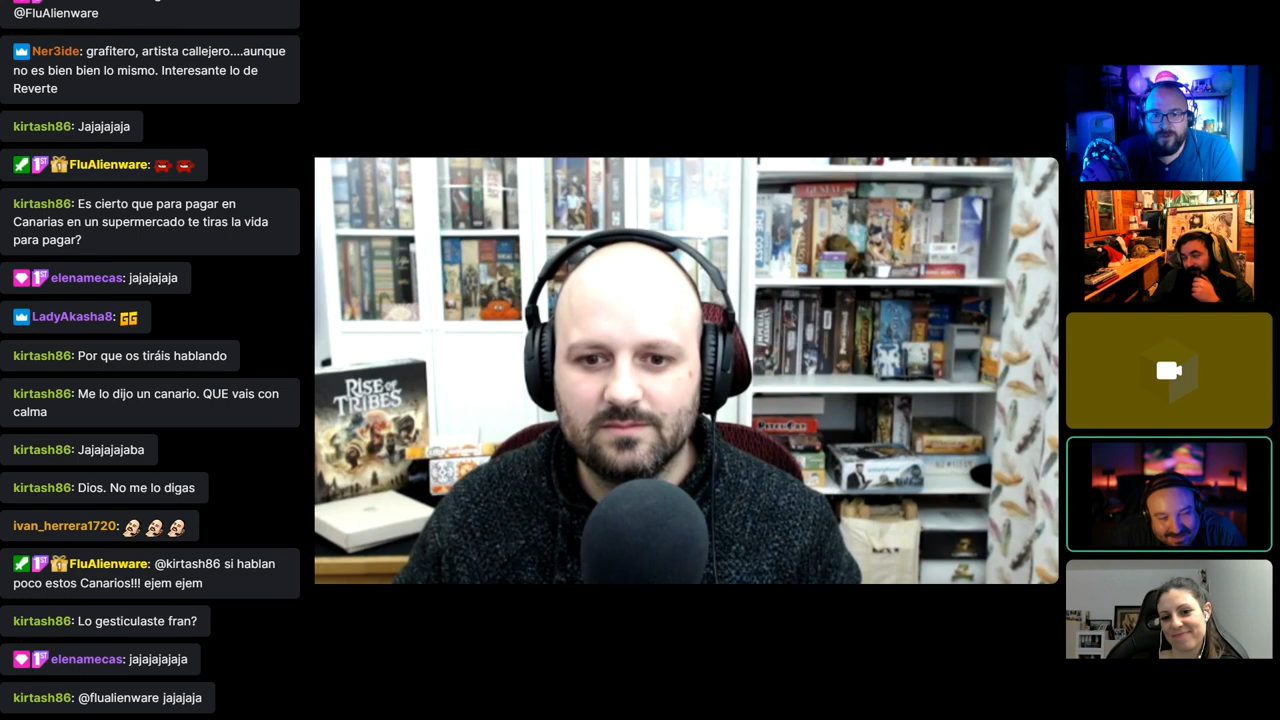 @FluAlienware
Ner3ide: grafitero, artista callejero....aunque
no es bien bien lo mismo. Interesante lo de
Reverte
kirtash86: Jajajajaja
FluAlienware:
kirtash86: Es cierto que para pagar en
Canarias en un supermercado te tiras la vida
para pagar?
elenamecas: jajajajaja
LadyAkasha8: GG
kirtash86: Por que os tiráis hablando
kirtash86: Me lo dijo un canario. QUE vais con
calma
kirtash86: Jajajajajaba
kirtash86: Dios. No me lo digas
ivan_herrera1720:
FluAlienware: @kirtash86 si hablan
poco estos Canarios!!! ejem ejem
kirtash86: Lo gesticulaste fran?
elenamecas: jajajajajaja
kirtash86: @flualienware jajajaja
RISE OF
TRIBES